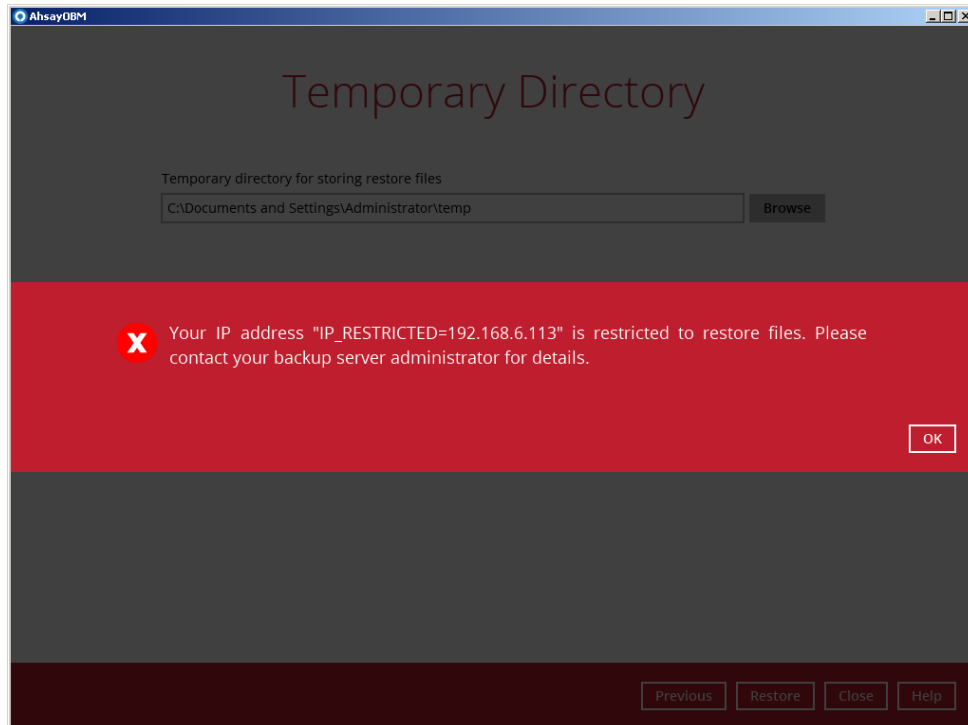 AhsayOBM
Temporary Directory
Temporary directory for storing restore files
C:\Documents and Settings\Administrator\temp
Browse
X
Your IP address "IP_RESTRICTED=192.168.6.113" is restricted to restore files. Please
contact your backup server administrator for details.
OK
Previous Restore Close Help